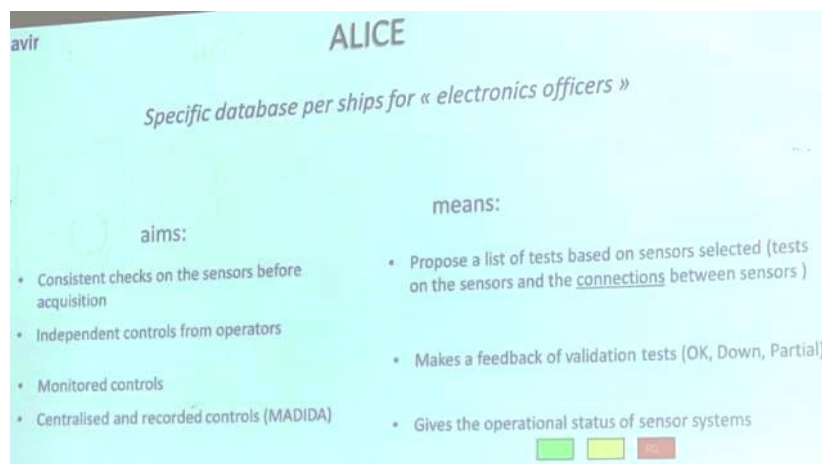 avir
ALICE
Specific database per ships for « electronics officers »
aims:
• Consistent checks on the sensors before
acquisition
• Independent controls from operators
• Monitored controls
• Centralised and recorded controls (MADIDA)
means:
• Propose a list of tests based on sensors selected (tests
on the sensors and the connections between sensors )
• Makes a feedback of validation tests (OK, Down, Partial)
• Gives the operational status of sensor systems